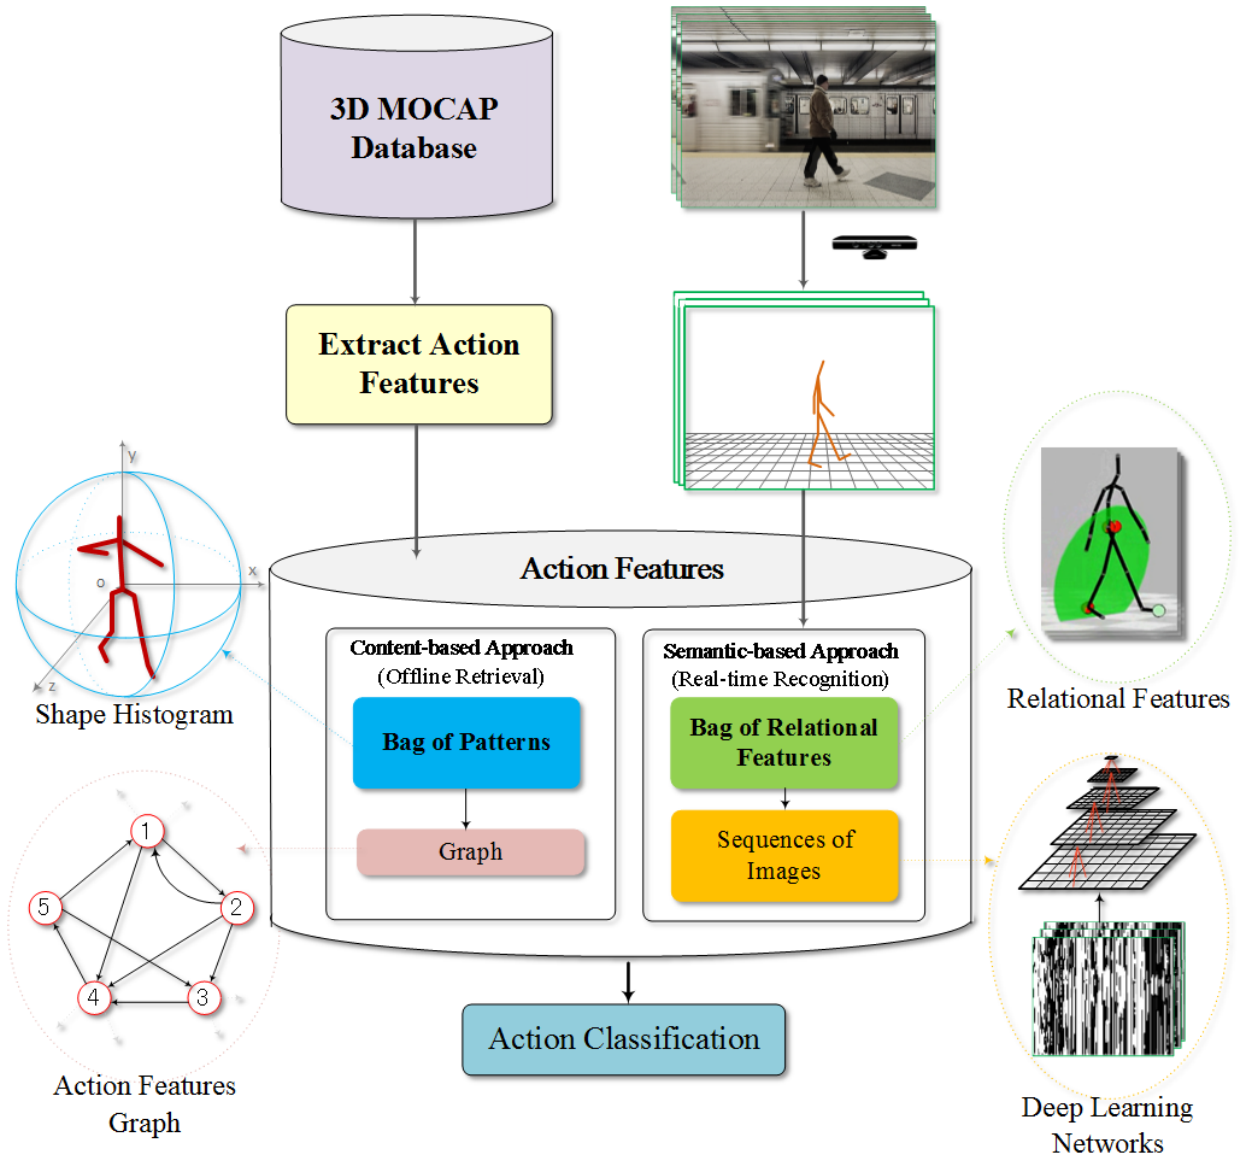 3D MOCAP
Database
Extract Action
Features
y
x
o
z
Shape Histogram
Action Features
Content-based Approach
(Offline Retrieval)
Bag of Patterns
Graph
Semantic-based Approach
(Real-time Recognition)
Bag of Relational
Features
Sequences of
Images
Relational Features
1
2
3
4
5
Action Features
Graph
Action Classification
Deep Learning
Networks